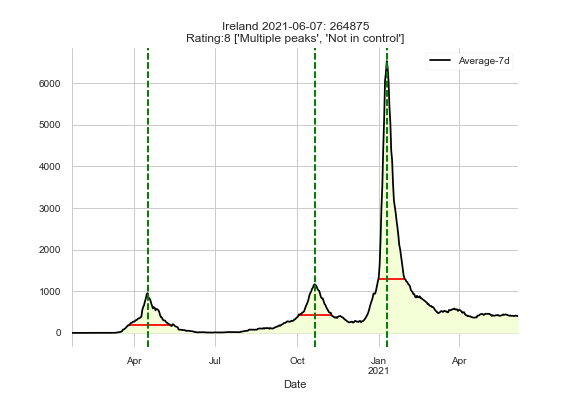 Ireland 2021-06-07: 264875
Rating:8 ['Multiple peaks', 'Not in control']
Average-7d
6000
5000
4000
3000
2000
1000
0
Apr
Jul
Oct
Jan
2021
Apr
Date